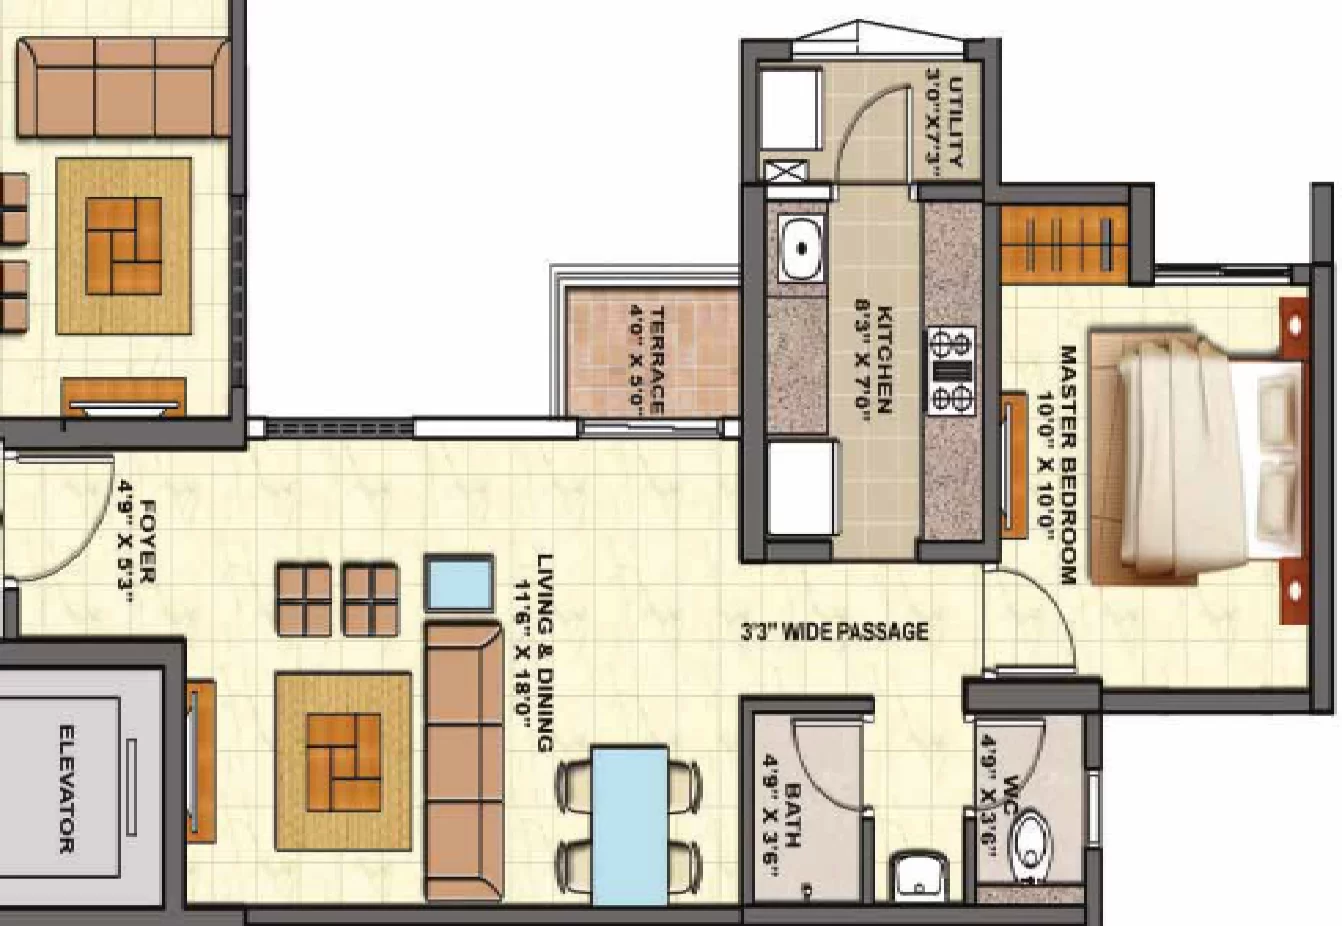 UTILITY
3'0"X7'3"
TERRACE
4'0" X 5'0"
KITCHEN
8'3" X 7'0"
MASTER BEDROOM
10'0" X 10'0"
FOYER
4'9" X 5'3"
LIVING & DINING
11'6" X 18'0"
3'3" WIDE PASSAGE
ELEVATOR
BATH
4'9" X 3'6"
WC
4'9" X 3'6"